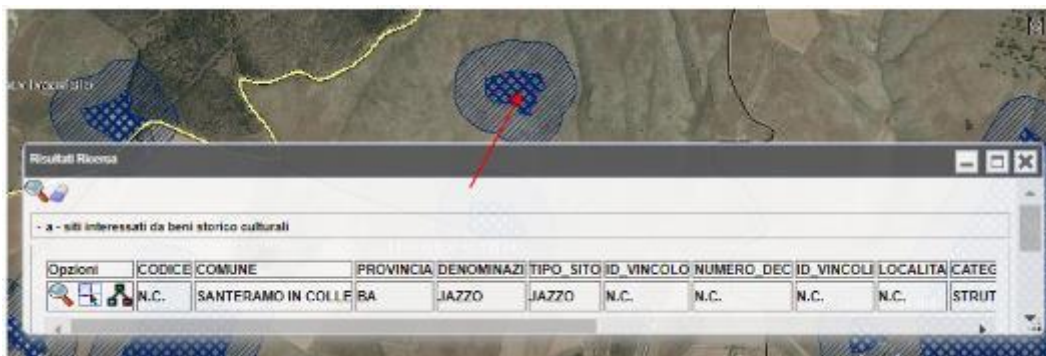 M
Risultati Ricerca
- a - siti interessati da beni storico culturali
Opzioni CODICE COMUNE PROVINCIA DENOMINAZI TIPO_SITO ID_VINCOLO NUMERO_DEC ID_VINCOLI LOCALITA CATEG
N.C. SANTERAMO IN COLLE BA JAZZO JAZZO N.C. N.C. N.C. N.C. STRUT